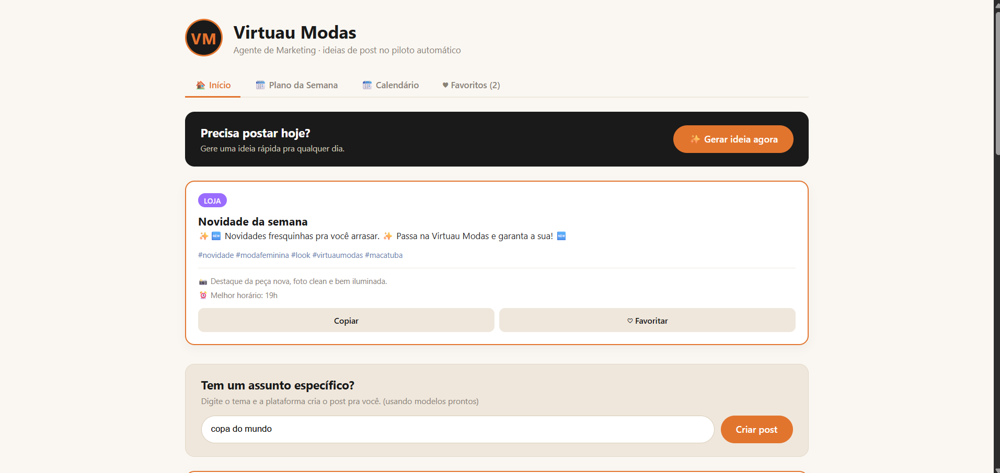 VM
Virtuau Modas
Agente de Marketing · ideias de post no piloto automático
🏠 Início
📅 Plano da Semana
📅 Calendário
♥ Favoritos (2)
Precisa postar hoje?
Gere uma ideia rápida pra qualquer dia.
✨ Gerar ideia agora
LOJA
Novidade da semana
✨ 🆕 Novidades fresquinhas pra você arrasar. ✨ Passa na Virtuau Modas e garanta a sua! 🆕
#novidade #modafeminina #look #virtuaumodas #macatuba
📸 Destaque da peça nova, foto clean e bem iluminada.
⏰ Melhor horário: 19h
Copiar
♡ Favoritar
Tem um assunto específico?
Digite o tema e a plataforma cria o post pra você. (usando modelos prontos)
copa do mundo
Criar post